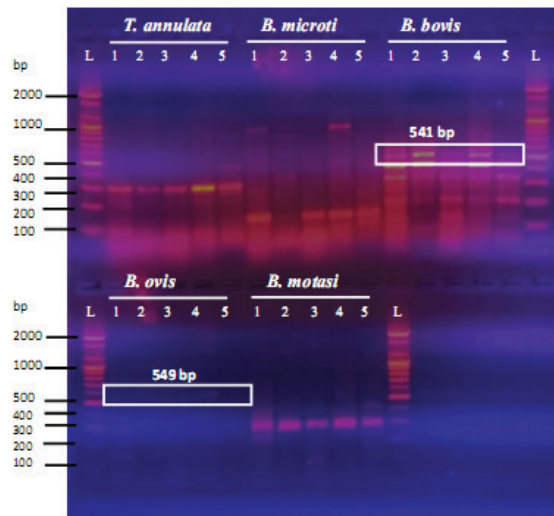 T. annulata B. microti B. bovis
bp L 1 2 3 4 5 1 2 3 4 5 1 2 3 4 5 L
2000
1000
541 bp
500
400
300
200
100
B. ovis B. motasi
bp L 1 2 3 4 5 1 2 3 4 5 L
2000
1000
549 bp
500
400
300
200
100